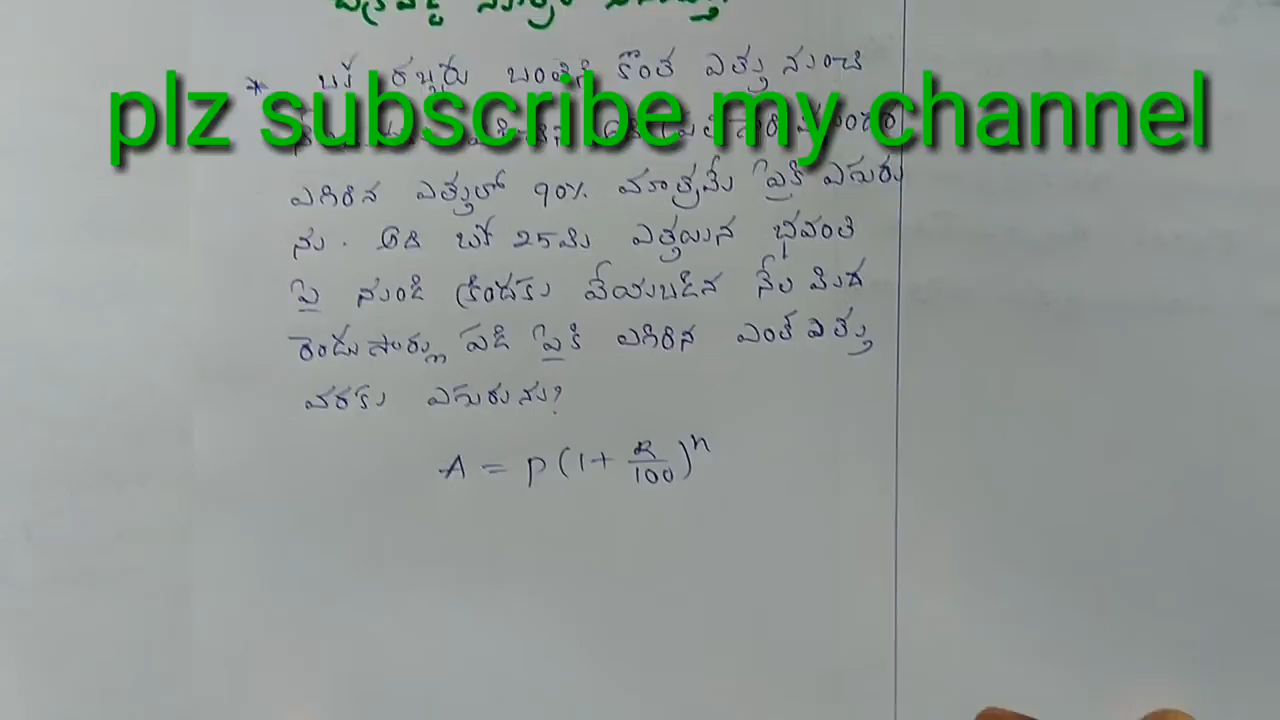 * ఒక రబ్బరు బంతిని కొంత ఎత్తు నుంచి
plz subscribe my channel
ఎగిరిన ఎత్తులో 90% మాత్రమే పైకి ఎగురు
ను. అది ఒక 25మీ ఎత్తయిన భవంతి
పై నుండి క్రిందకు వేయబడిన నేల మీద
రెండుసార్లు పడి పైకి ఎగిరిన ఎంత ఎత్తు
వరకు ఎగురును?
A = P(1 + R/100)^n